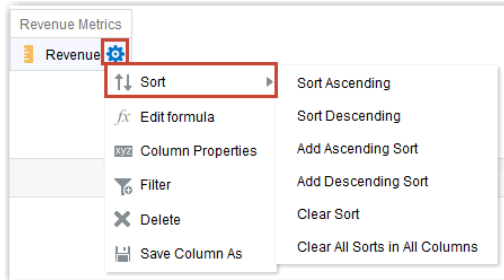 Revenue Metrics
Revenue
Sort
Sort Ascending
fx Edit formula
Sort Descending
xyz Column Properties
Add Ascending Sort
Filter
Add Descending Sort
Delete
Clear Sort
Save Column As
Clear All Sorts in All Columns